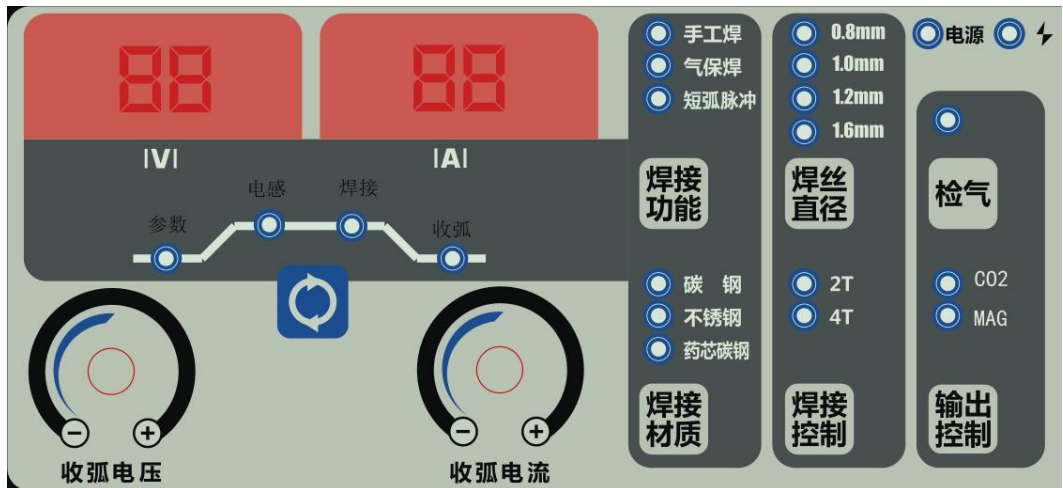 88
88
|V|
|A|
参数
电感
焊接
收弧
收弧电压
收弧电流
手工焊
气保焊
短弧脉冲
焊接
功能
碳 钢
不锈钢
药芯碳钢
焊接
材质
0.8mm
1.0mm
1.2mm
1.6mm
焊丝
直径
2T
4T
焊接
控制
电源
检气
CO2
MAG
输出
控制